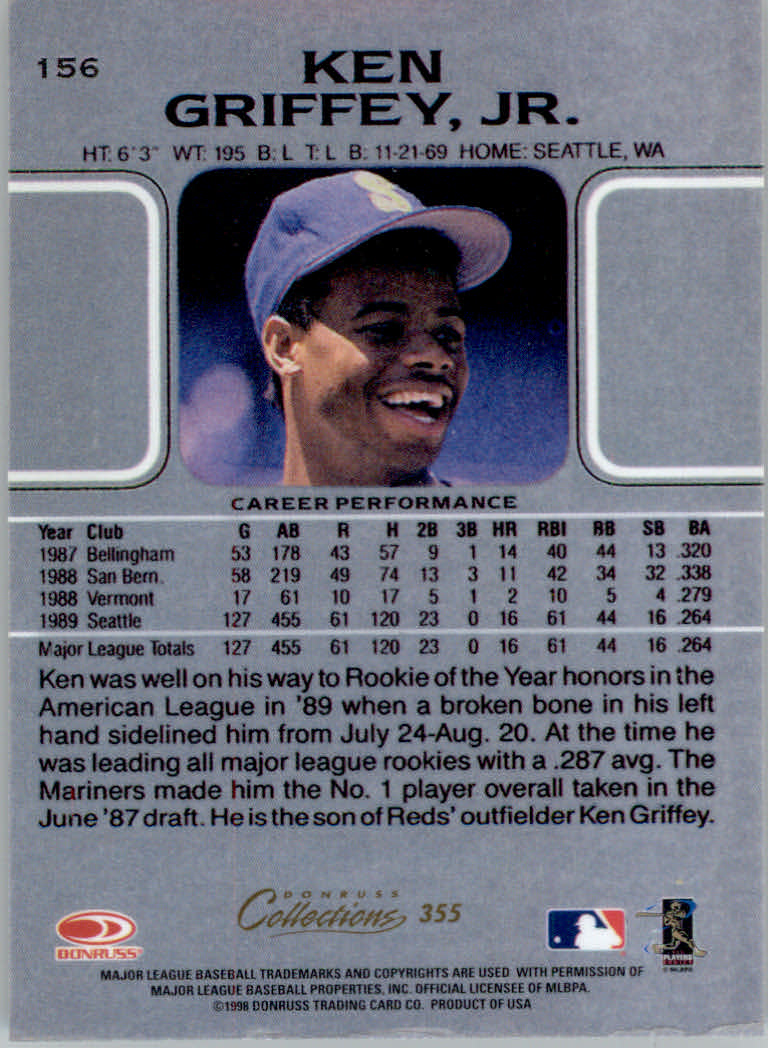 156
KEN
GRIFFEY, JR.
HT: 6'3" WT: 195 B: L T: L B: 11-21-69 HOME: SEATTLE, WA
S
CAREER PERFORMANCE
Year Club G AB R H 2B 3B HR RBI BB SB BA
1987 Bellingham 53 178 43 57 9 1 14 40 44 13 .320
1988 San Bern. 58 219 49 74 13 3 11 42 34 32 .338
1988 Vermont 17 61 10 17 5 1 2 10 5 4 .279
1989 Seattle 127 455 61 120 23 0 16 61 44 16 .264
Major League Totals 127 455 61 120 23 0 16 61 44 16 .264
Ken was well on his way to Rookie of the Year honors in the
American League in '89 when a broken bone in his left
hand sidelined him from July 24-Aug. 20. At the time he
was leading all major league rookies with a .287 avg. The
Mariners made him the No. 1 player overall taken in the
June '87 draft. He is the son of Reds' outfielder Ken Griffey.
DONRUSS
Collections 355
DONRUSS
PLAYERS
© MLBPA
MAJOR LEAGUE BASEBALL TRADEMARKS AND COPYRIGHTS ARE USED WITH PERMISSION OF
MAJOR LEAGUE BASEBALL PROPERTIES, INC. OFFICIAL LICENSEE OF MLBPA.
©1998 DONRUSS TRADING CARD CO. PRODUCT OF USA